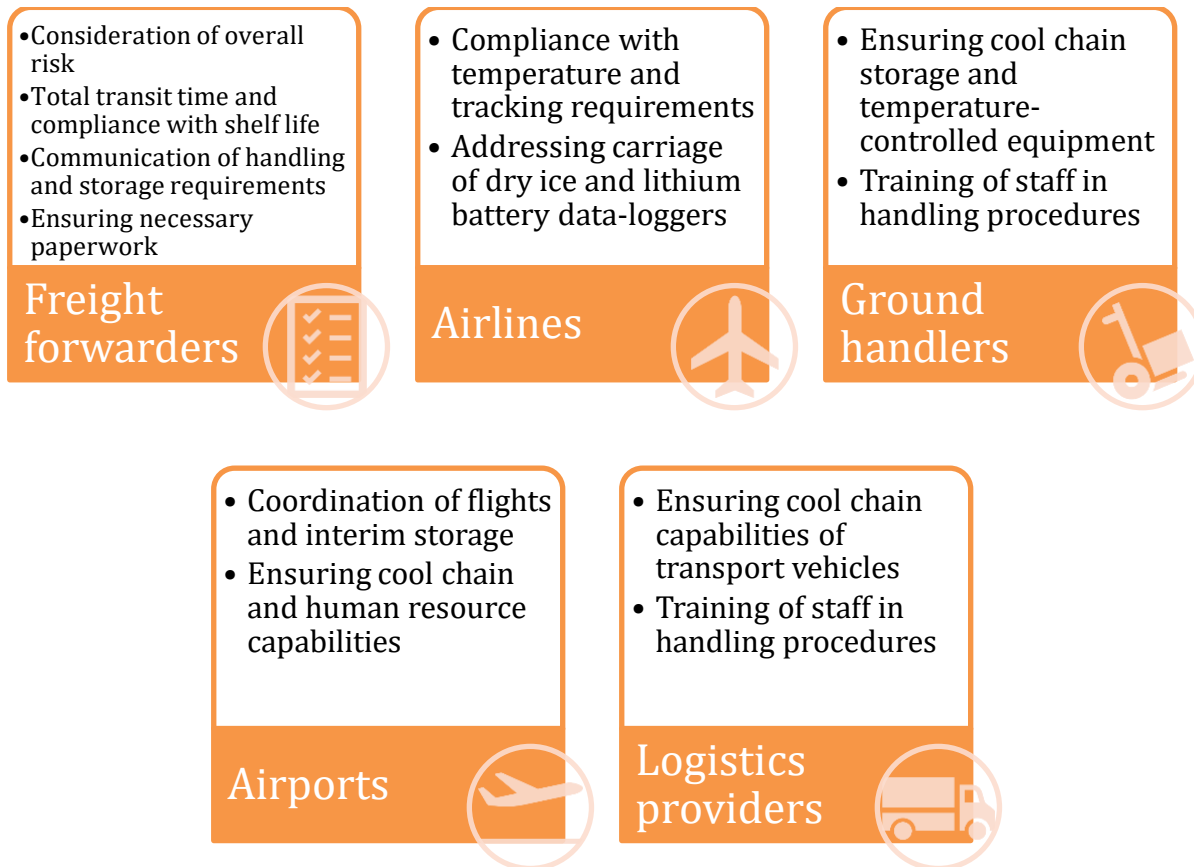 •Consideration of overall
risk
•Total transit time and
compliance with shelf life
•Communication of handling
and storage requirements
•Ensuring necessary
paperwork
Freight
forwarders
• Compliance with
temperature and
tracking requirements
• Addressing carriage
of dry ice and lithium
battery data-loggers
Airlines
• Ensuring cool chain
storage and
temperature-
controlled equipment
• Training of staff in
handling procedures
Ground
handlers
• Coordination of flights
and interim storage
• Ensuring cool chain
and human resource
capabilities
Airports
• Ensuring cool chain
capabilities of
transport vehicles
• Training of staff in
handling procedures
Logistics
providers